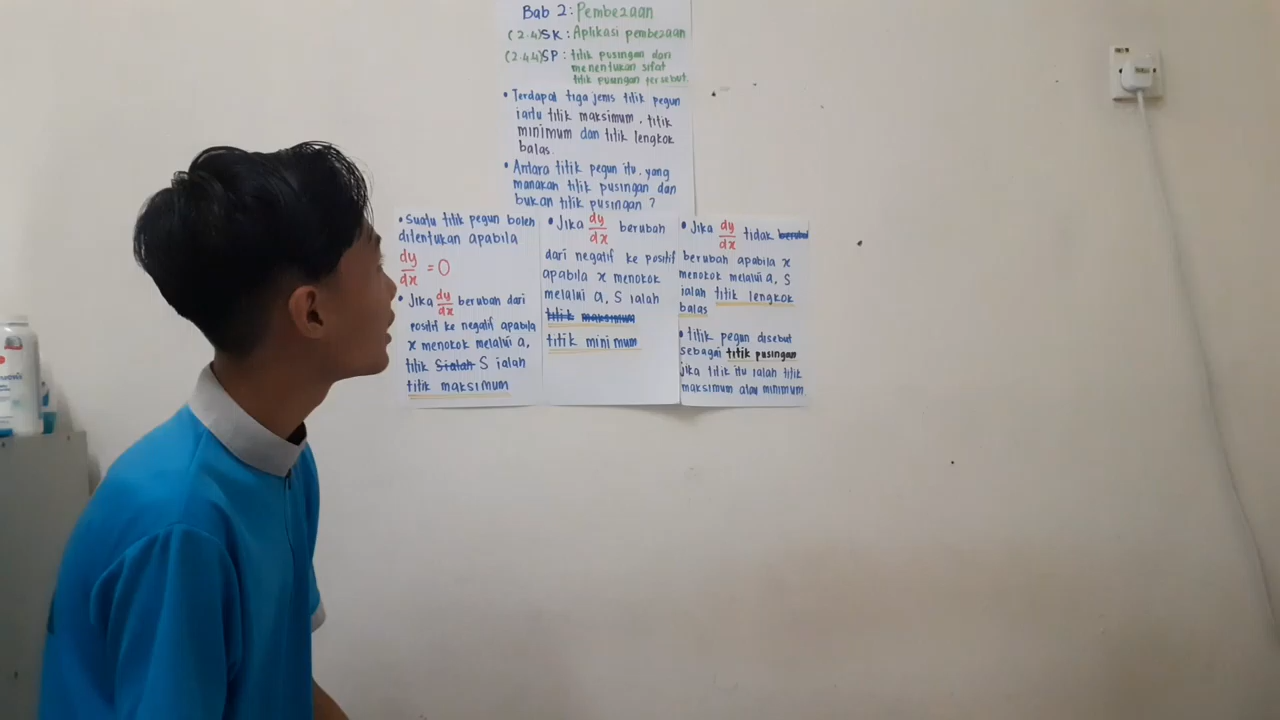 Bab 2: Pembezaan
(2.4)SK : Aplikasi pembezaan
(2.4.4)SP : titik pusingan dan
menentukan sifat
titik pusingan tersebut.
• Terdapat tiga jenis titik pegun
iaitu titik maksimum, titik
minimum dan titik lengkok
balas.
• Antara titik pegun itu, yang
manakah titik pusingan dan
bukan titik pusingan ?
• Suatu titik pegun boleh
ditentukan apabila
dy/dx = 0
• Jika dy/dx berubah dari
positif ke negatif apabila
x menokok melalui a,
titik Sialah S ialah
titik maksimum
• Jika dy/dx berubah
dari negatif ke positif
apabila x menokok
melalui a, S ialah
titik maksimum
titik minimum
• Jika dy/dx tidak
berubah apabila x
menokok melalui a, S
ialah titik lengkok
balas
• titik pegun disebut
sebagai titik pusingan
jika titik itu ialah titik
maksimum atau minimum